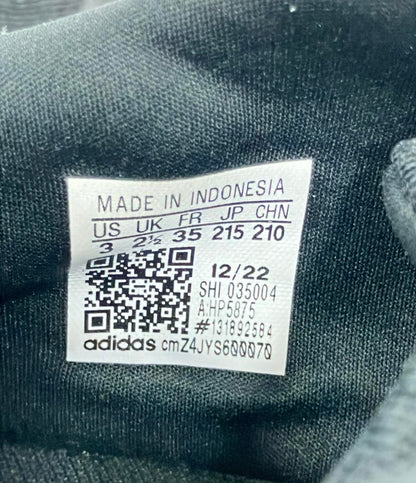 MADE IN INDONESIA
US UK FR JP CHN
3 2½ 35 215 210
12/22
SHI 035004
A:HP5875
#131892584
adidas cmZ4JYS600070